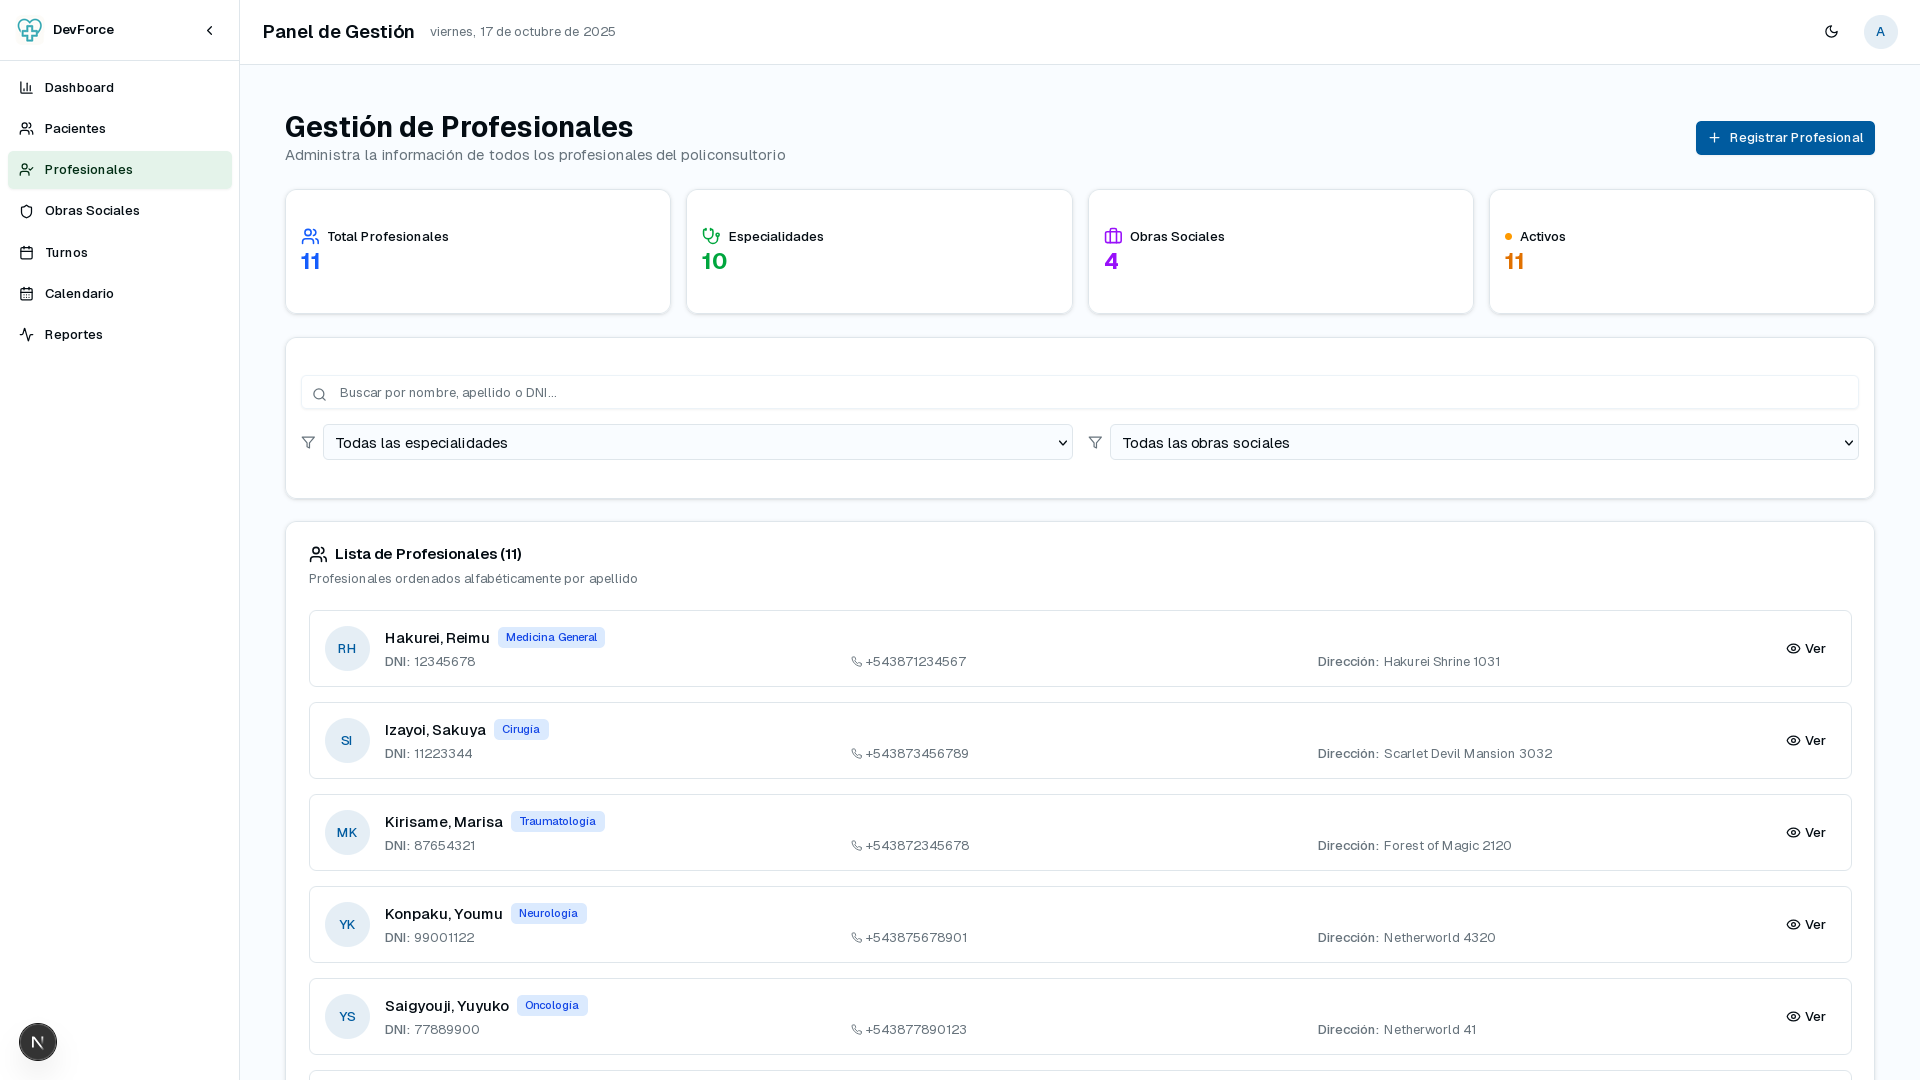 DevForce
Dashboard
Pacientes
Profesionales
Obras Sociales
Turnos
Calendario
Reportes
Panel de Gestión
viernes, 17 de octubre de 2025
A
Gestión de Profesionales
Administra la información de todos los profesionales del policonsultorio
Registrar Profesional
Total Profesionales
11
Especialidades
10
Obras Sociales
4
Activos
11
Buscar por nombre, apellido o DNI...
Todas las especialidades
Todas las obras sociales
Lista de Profesionales (11)
Profesionales ordenados alfabéticamente por apellido
RH
Hakurei, Reimu Medicina General
DNI: 12345678 +543871234567 Dirección: Hakurei Shrine 1031
Ver
SI
Izayoi, Sakuya Cirugía
DNI: 11223344 +543873456789 Dirección: Scarlet Devil Mansion 3032
Ver
MK
Kirisame, Marisa Traumatología
DNI: 87654321 +543872345678 Dirección: Forest of Magic 2120
Ver
YK
Konpaku, Youmu Neurología
DNI: 99001122 +543875678901 Dirección: Netherworld 4320
Ver
YS
Saigyouji, Yuyuko Oncología
DNI: 77889900 +543877890123 Dirección: Netherworld 41
Ver
N